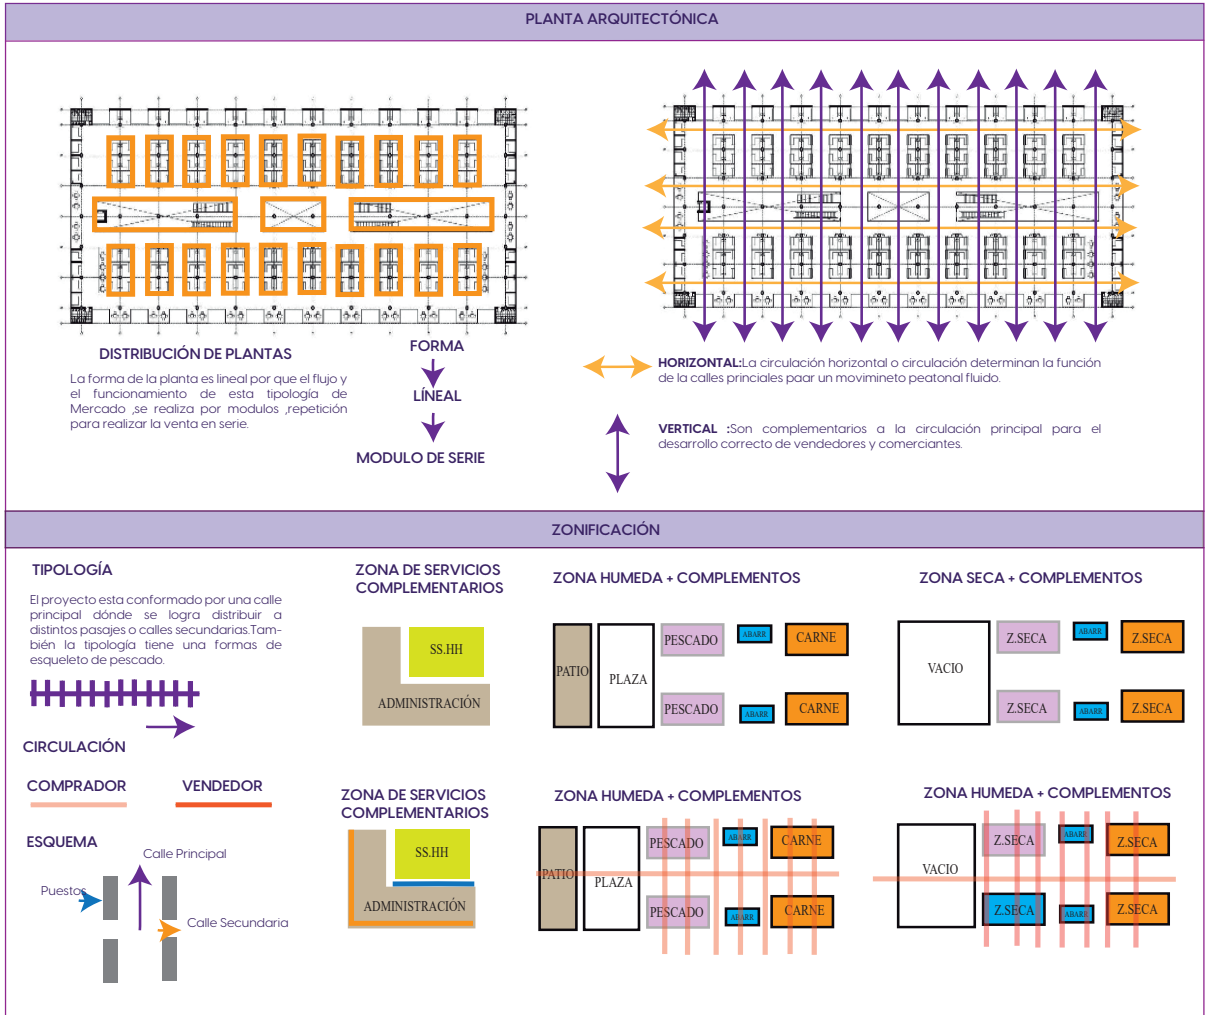 PLANTA ARQUITECTÓNICA
DISTRIBUCIÓN DE PLANTAS
La forma de la planta es lineal por que el flujo y
el funcionamiento de esta tipología de
Mercado ,se realiza por modulos ,repetición
para realizar la venta en serie.
FORMA
LÍNEAL
MODULO DE SERIE
HORIZONTAL:La circulación horizontal o circulación determinan la función
de la calles princiales paar un movimineto peatonal fluido.
VERTICAL :Son complementarios a la circulación principal para el
desarrollo correcto de vendedores y comerciantes.
ZONIFICACIÓN
TIPOLOGÍA
El proyecto esta conformado por una calle
principal dónde se logra distribuir a
distintos pasajes o calles secundarias.Tam-
bién la tipología tiene una formas de
esqueleto de pescado.
CIRCULACIÓN
COMPRADOR
VENDEDOR
ESQUEMA
Calle Principal
Puestos
Calle Secundaria
ZONA DE SERVICIOS
COMPLEMENTARIOS
SS.HH
ADMINISTRACIÓN
ZONA HUMEDA + COMPLEMENTOS
PATIO
PLAZA
PESCADO
ABARR
CARNE
PESCADO
ABARR
CARNE
ZONA SECA + COMPLEMENTOS
VACIO
Z.SECA
ABARR
Z.SECA
Z.SECA
ABARR
Z.SECA
ZONA DE SERVICIOS
COMPLEMENTARIOS
SS.HH
ADMINISTRACIÓN
ZONA HUMEDA + COMPLEMENTOS
PATIO
PLAZA
PESCADO
ABARR
CARNE
PESCADO
ABARR
CARNE
ZONA HUMEDA + COMPLEMENTOS
VACIO
Z.SECA
ABARR
Z.SECA
Z.SECA
ABARR
Z.SECA